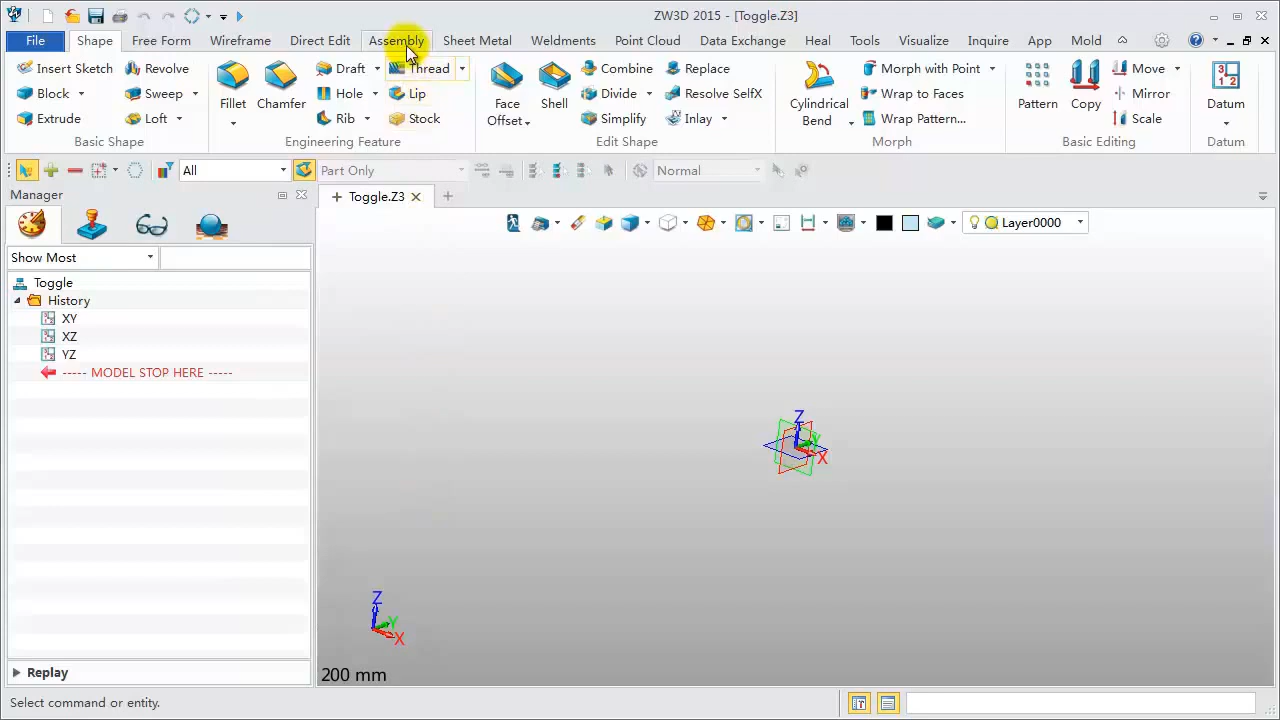 ZW3D 2015 - [Toggle.Z3]
File Shape Free Form Wireframe Direct Edit Assembly Sheet Metal Weldments Point Cloud Data Exchange Heal Tools Visualize Inquire App
Insert Sketch Revolve Draft Thread Combine Replace Morph with Point Move
Block Sweep Fillet Chamfer Hole Lip Face Offset Shell Divide Resolve SelfX Cylindrical Bend Wrap to Faces Pattern Copy Mirror Datum
Extrude Loft Rib Stock Simplify Inlay Wrap Pattern... Scale
Basic Shape Engineering Feature Edit Shape Morph Basic Editing Datum
All Part Only Normal
Manager
Toggle.Z3
Layer0000
Show Most
Toggle
History
XY
XZ
YZ
----- MODEL STOP HERE -----
Z
Y
X
Z
Y
X
200 mm
Replay
Select command or entity.